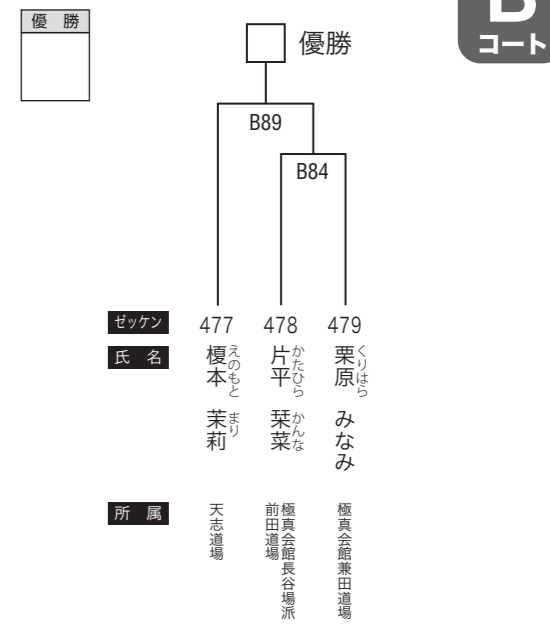 優 勝
B
コート
優勝
B89
B84
ゼッケン 477 478 479
氏 名
榎本 茉莉
えのもと まり
片平 栞菜
かたひら かんな
栗原 みなみ
くりはら
所 属
天志道場
極真会館長谷場派
前田道場
極真会館兼田道場